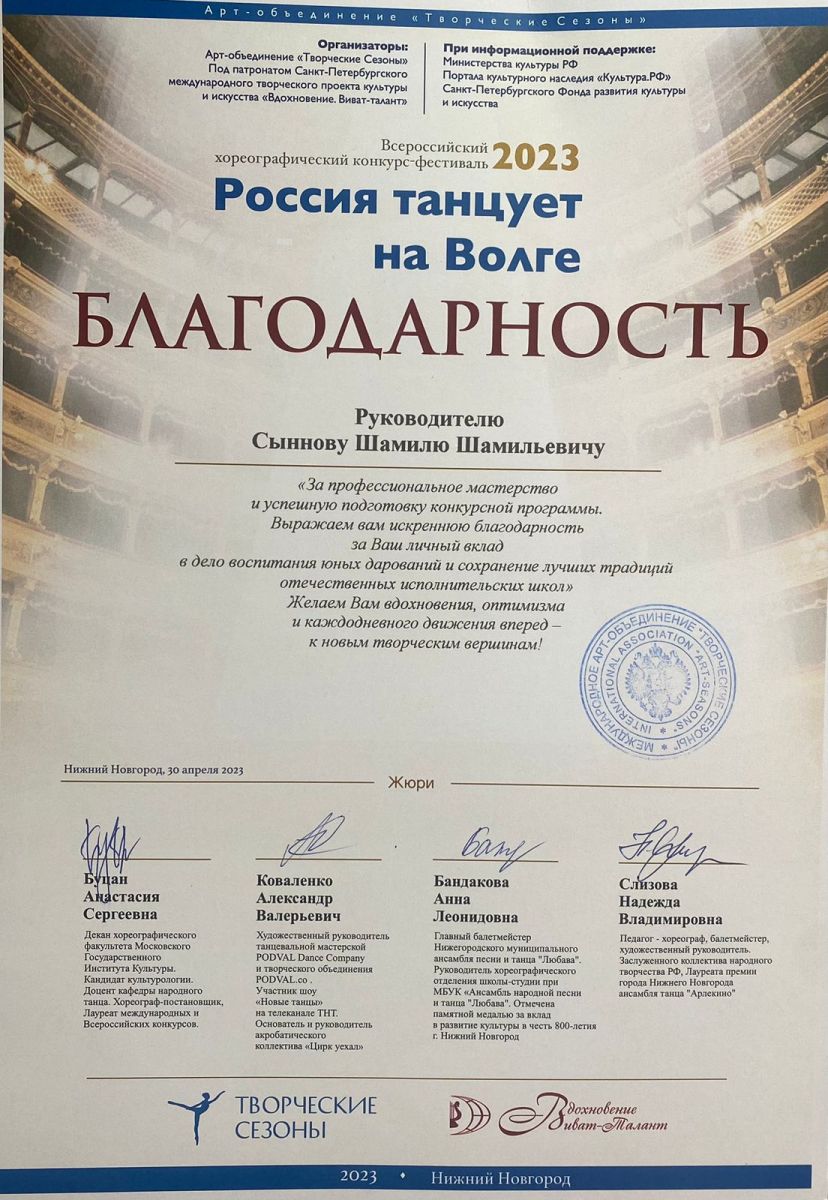 Арт-объединение «Творческие Сезоны»
Организаторы:
Арт-объединение «Творческие Сезоны»
Под патронатом Санкт-Петербургского
международного творческого проекта культуры
и искусства «Вдохновение. Виват-талант»
При информационной поддержке:
Министерства культуры РФ
Портала культурного наследия «Культура.РФ»
Санкт-Петербургского Фонда развития культуры
и искусства
Всероссийский
хореографический конкурс-фестиваль 2023
Россия танцует
на Волге
БЛАГОДАРНОСТЬ
Руководителю
Сыннову Шамилю Шамильевичу
«За профессиональное мастерство
и успешную подготовку конкурсной программы.
Выражаем вам искреннюю благодарность
за Ваш личный вклад
в дело воспитания юных дарований и сохранение лучших традиций
отечественных исполнительских школ»
Желаем Вам вдохновения, оптимизма
и каждодневного движения вперед –
к новым творческим вершинам!
МЕЖДУНАРОДНОЕ АРТ-ОБЪЕДИНЕНИЕ "ТВОРЧЕСКИЕ СЕЗОНЫ"
INTERNATIONAL ASSOCIATION "ART-SEASONS"
Нижний Новгород, 30 апреля 2023
Жюри
Буцан
Анастасия
Сергеевна
Декан хореографического
факультета Московского
Государственного
Института Культуры.
Кандидат культурологии.
Доцент кафедры народного
танца. Хореограф-постановщик,
Лауреат международных и
Всероссийских конкурсов.
Коваленко
Александр
Валерьевич
Художественный руководитель
танцевальной мастерской
PODVAL Dance Company
и творческого объединения
PODVAL.co .
Участник шоу
«Новые танцы»
на телеканале ТНТ.
Основатель и руководитель
акробатического
коллектива «Цирк уехал»
Бандакова
Анна
Леонидовна
Главный балетмейстер
Нижегородского муниципального
ансамбля песни и танца "Любава".
Руководитель хореографического
отделения школы-студии при
МБУК «Ансамбль народной песни
и танца "Любава". Отмечена
памятной медалью за вклад
в развитие культуры в честь 800-летия
г. Нижний Новгород
Слизова
Надежда
Владимировна
Педагог - хореограф, балетмейстер,
художественный руководитель.
Заслуженного коллектива народного
творчества РФ, Лауреата премии
города Нижнего Новгорода
ансамбля танца "Арлекино"
ТВОРЧЕСКИЕ
СЕЗОНЫ
Вдохновение
Виват-Талант
2023 • Нижний Новгород